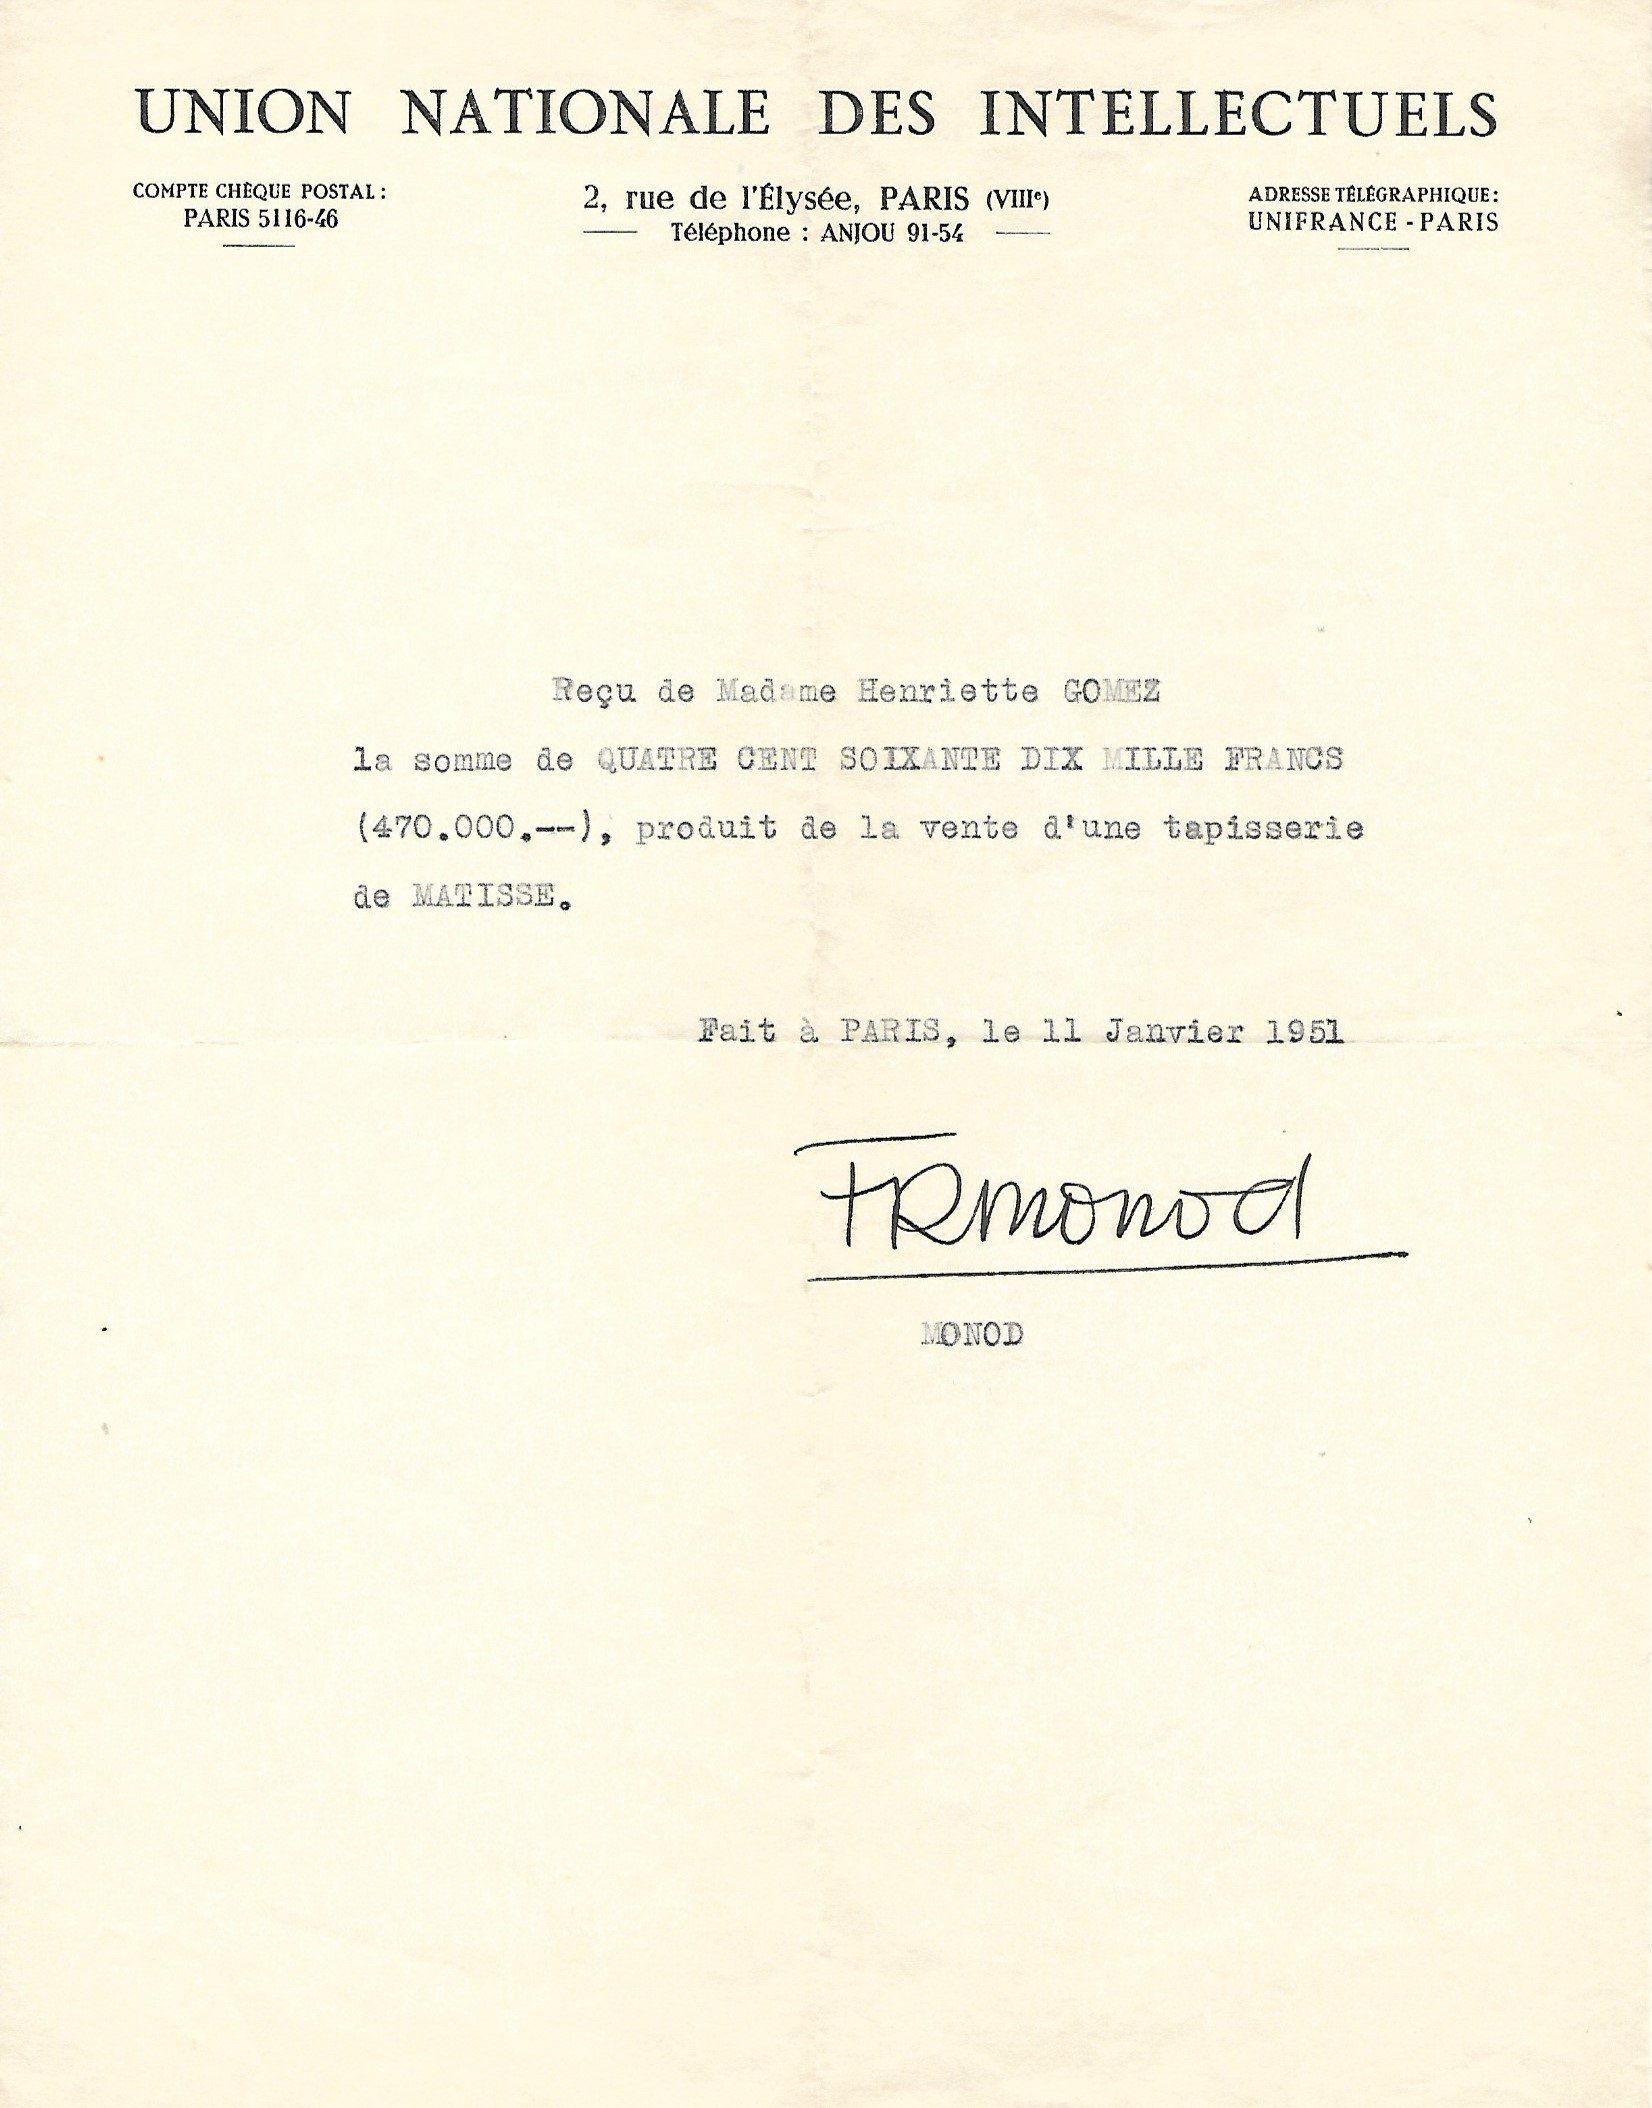 UNION NATIONALE DES INTELLECTUELS
COMPTE CHÈQUE POSTAL :
PARIS 5116-46
2, rue de l'Élysée, PARIS (VIIIe)
Téléphone : ANJOU 91-54
ADRESSE TÉLÉGRAPHIQUE :
UNIFRANCE - PARIS
Reçu de Madame Henriette GOMEZ
la somme de QUATRE CENT SOIXANTE DIX MILLE FRANCS
(470.000.--), produit de la vente d'une tapisserie
de MATISSE.
Fait à PARIS, le 11 Janvier 1951
FRMonod
MONOD